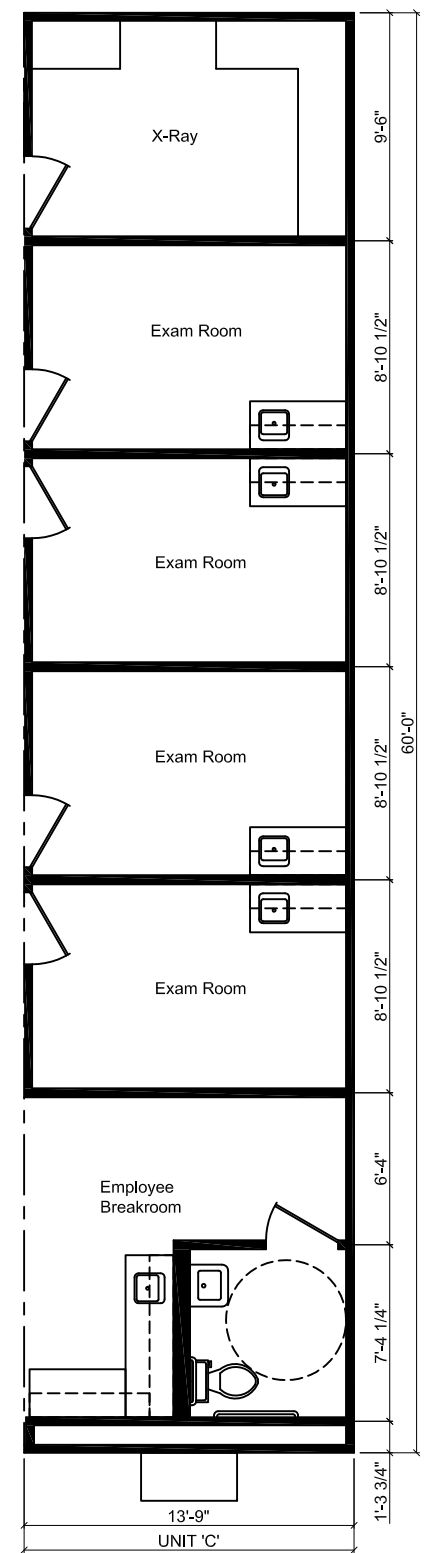 X-Ray
9'-6"
Exam Room
8'-10 1/2"
Exam Room
8'-10 1/2"
60'-0"
Exam Room
8'-10 1/2"
Exam Room
8'-10 1/2"
Employee
Breakroom
6'-4"
7'-4 1/4"
1'-3 3/4"
13'-9"
UNIT 'C'